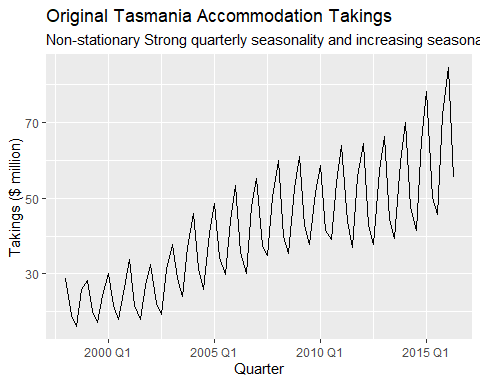 Original Tasmania Accommodation Takings
Non-stationary Strong quarterly seasonality and increasing seasona
Takings ($ million)
70
50
30
2000 Q1
2005 Q1
2010 Q1
2015 Q1
Quarter